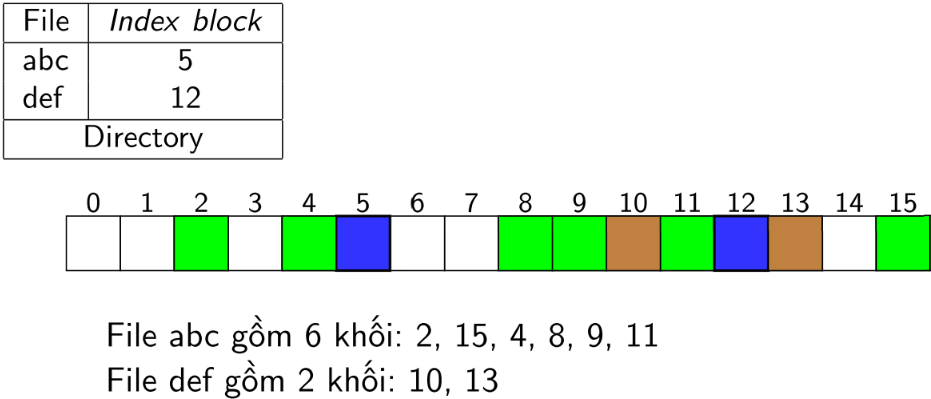 File Index block
abc 5
def 12
Directory
0 1 2 3 4 5 6 7 8 9 10 11 12 13 14 15
File abc gồm 6 khối: 2, 15, 4, 8, 9, 11
File def gồm 2 khối: 10, 13